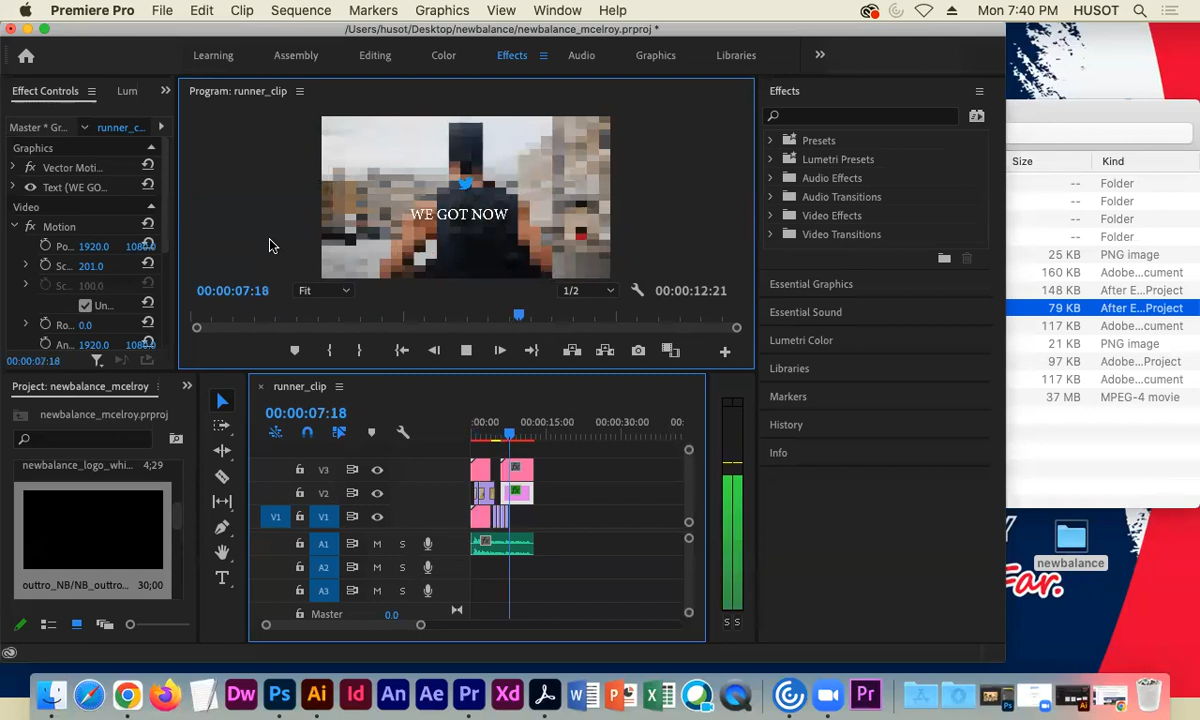 Premiere Pro File Edit Clip Sequence Markers Graphics View Window Help Mon 7:40 PM HUSOT
/Users/husot/Desktop/newbalance/newbalance_mcelroy.prproj *
Learning Assembly Editing Color Effects Audio Graphics Libraries
Effect Controls Lum
Program: runner_clip
Effects
Master * Gr... runner_c...
Graphics
Vector Moti...
Text (WE GO...
Video
Motion
Po... 1920.0 1080.0
Sc... 201.0
Sc... 100.0
Un...
Ro... 0.0
An... 1920.0 1080.0
00:00:07:18
WE GOT NOW
00:00:07:18 Fit 1/2 00:00:12:21
Presets
Lumetri Presets
Audio Effects
Audio Transitions
Video Effects
Video Transitions
Essential Graphics
Essential Sound
Lumetri Color
Libraries
Markers
History
Info
Size Kind
-- Folder
-- Folder
-- Folder
-- Folder
25 KB PNG image
160 KB Adobe...cument
148 KB After E...Project
79 KB After E...Project
117 KB Adobe...cument
21 KB PNG image
97 KB Adobe...Project
117 KB Adobe...cument
37 MB MPEG-4 movie
Project: newbalance_mcelroy
newbalance_mcelroy.prproj
newbalance_logo_whi... 4;29
outtro_NB/NB_outtro... 30;00
runner_clip
00:00:07:18
:00:00 00:00:15:00 00:00:30:00 00:
V3
V2
V1 V1
A1 M S
A2 M S
A3 M S
Master 0.0
S S
newbalance
Far.
Dw Ps Ai Id An Ae Pr Xd Pr